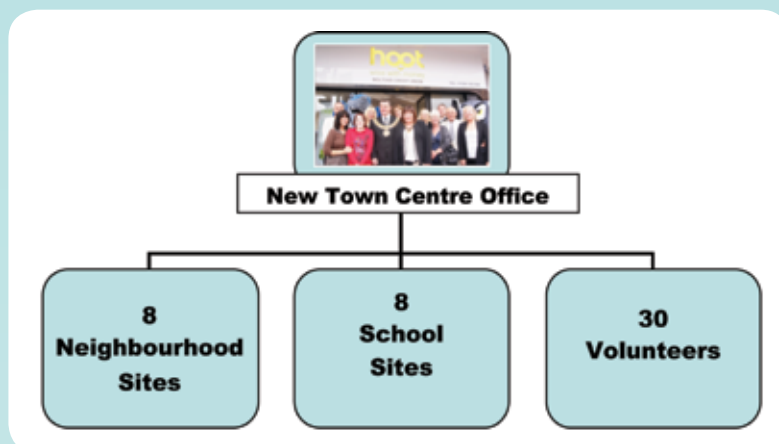 hoot
New Town Centre Office
8
Neighbourhood
Sites
8
School
Sites
30
Volunteers